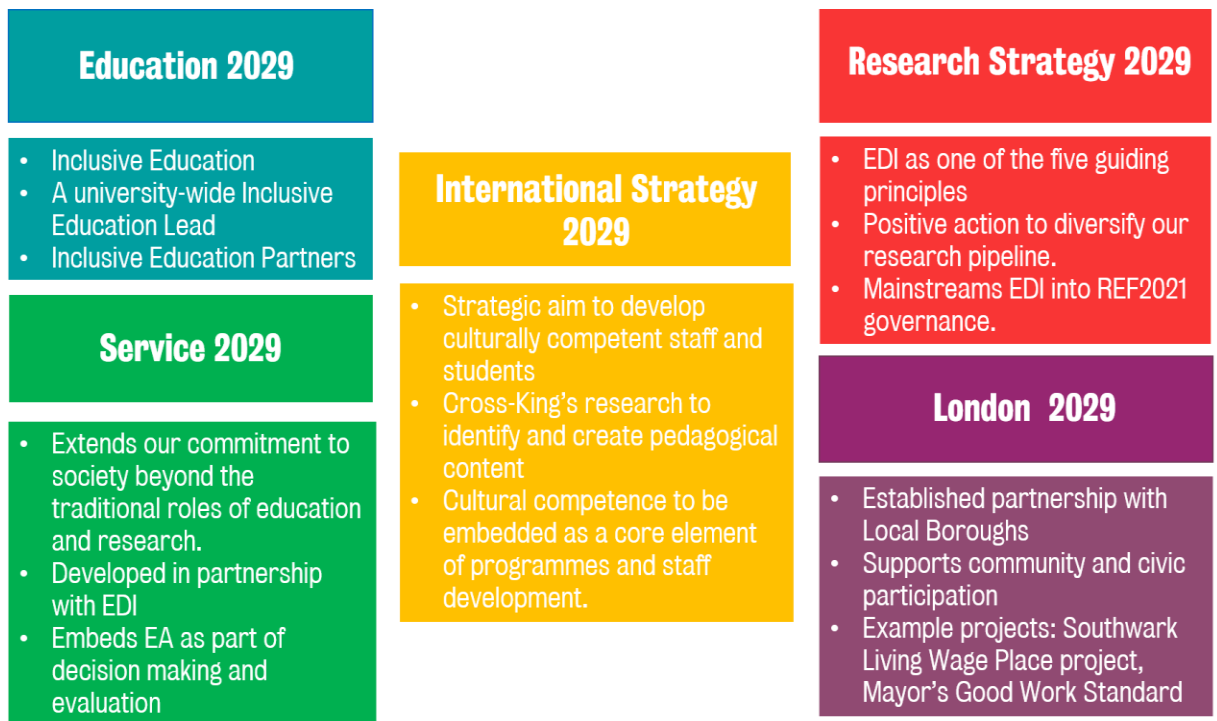 Education 2029
• Inclusive Education
• A university-wide Inclusive
Education Lead
• Inclusive Education Partners
Service 2029
• Extends our commitment to
society beyond the
traditional roles of education
and research.
• Developed in partnership
with EDI
• Embeds EA as part of
decision making and
evaluation
International Strategy
2029
• Strategic aim to develop
culturally competent staff and
students
• Cross-King's research to
identify and create pedagogical
content
• Cultural competence to be
embedded as a core element
of programmes and staff
development.
Research Strategy 2029
• EDI as one of the five guiding
principles
• Positive action to diversify our
research pipeline.
• Mainstreams EDI into REF2021
governance.
London 2029
• Established partnership with
Local Boroughs
• Supports community and civic
participation
• Example projects: Southwark
Living Wage Place project,
Mayor's Good Work Standard